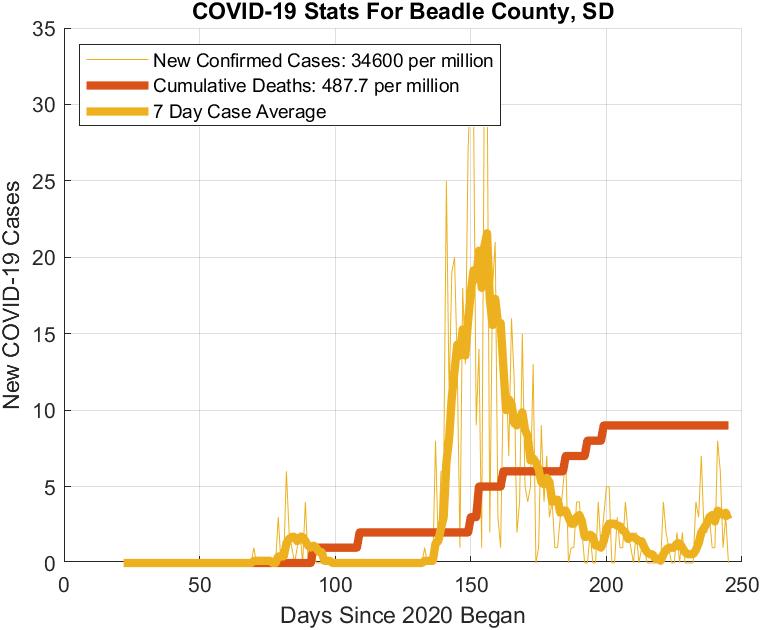 COVID-19 Stats For Beadle County, SD
New Confirmed Cases: 34600 per million
Cumulative Deaths: 487.7 per million
7 Day Case Average
New COVID-19 Cases
35
30
25
20
15
10
5
0
0 50 100 150 200 250
Days Since 2020 Began